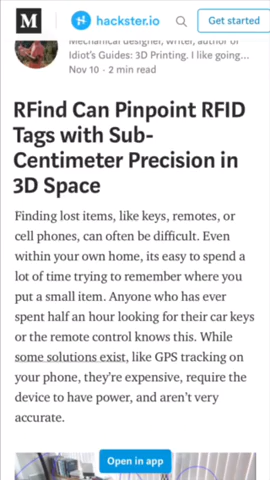 M
hackster.io
Get started
Mechanical designer, writer, author of
Idiot's Guides: 3D Printing. I like going...
Nov 10 · 2 min read
RFind Can Pinpoint RFID
Tags with Sub-
Centimeter Precision in
3D Space
Finding lost items, like keys, remotes, or
cell phones, can often be difficult. Even
within your own home, its easy to spend a
lot of time trying to remember where you
put a small item. Anyone who has ever
spent half an hour looking for their car keys
or the remote control knows this. While
some solutions exist, like GPS tracking on
your phone, they're expensive, require the
device to have power, and aren't very
accurate.
Open in app